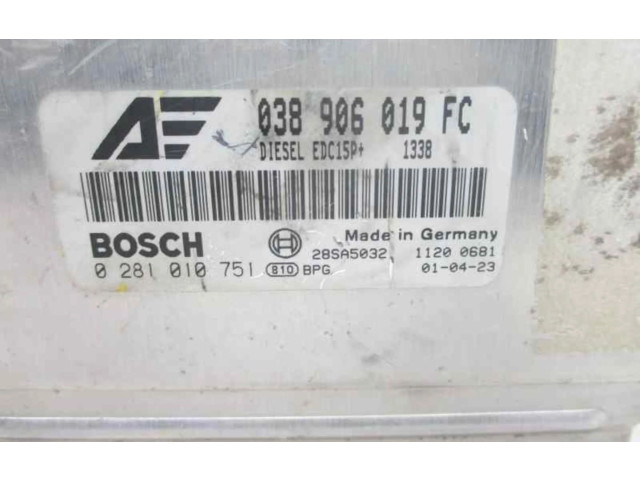 AE 038 906 019 FC
DIESEL EDC15P+ 1338
BOSCH Made in Germany
28SA5032 1120 0681
0 281 010 751 810 BPG 01-04-23